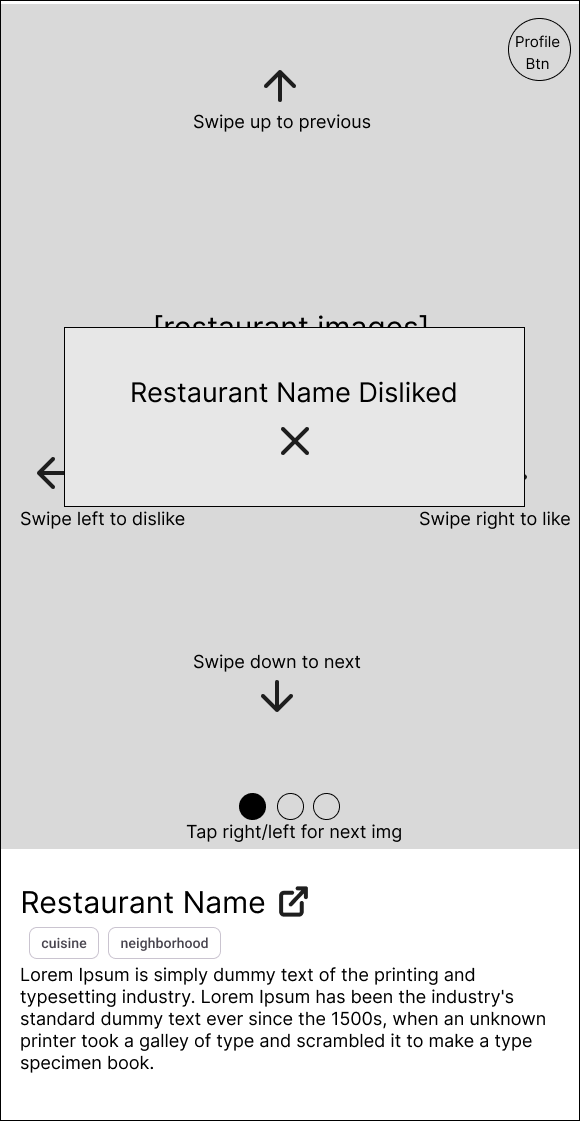 Profile
Btn
Swipe up to previous
[restaurant images]
Restaurant Name Disliked
Swipe left to dislike
Swipe right to like
Swipe down to next
Tap right/left for next img
Restaurant Name
cuisine
neighborhood
Lorem Ipsum is simply dummy text of the printing and
typesetting industry. Lorem Ipsum has been the industry's
standard dummy text ever since the 1500s, when an unknown
printer took a galley of type and scrambled it to make a type
specimen book.